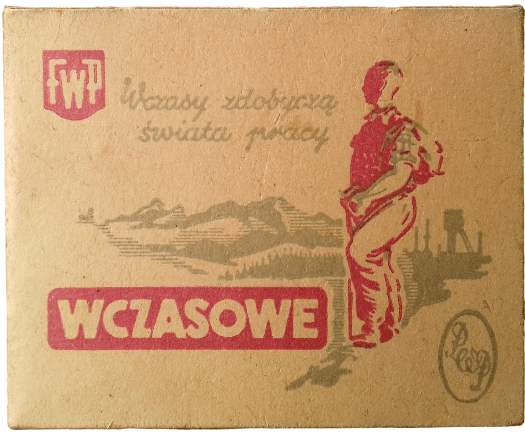 FWP
Wczasy zdobyczą
świata pracy
WCZASOWE